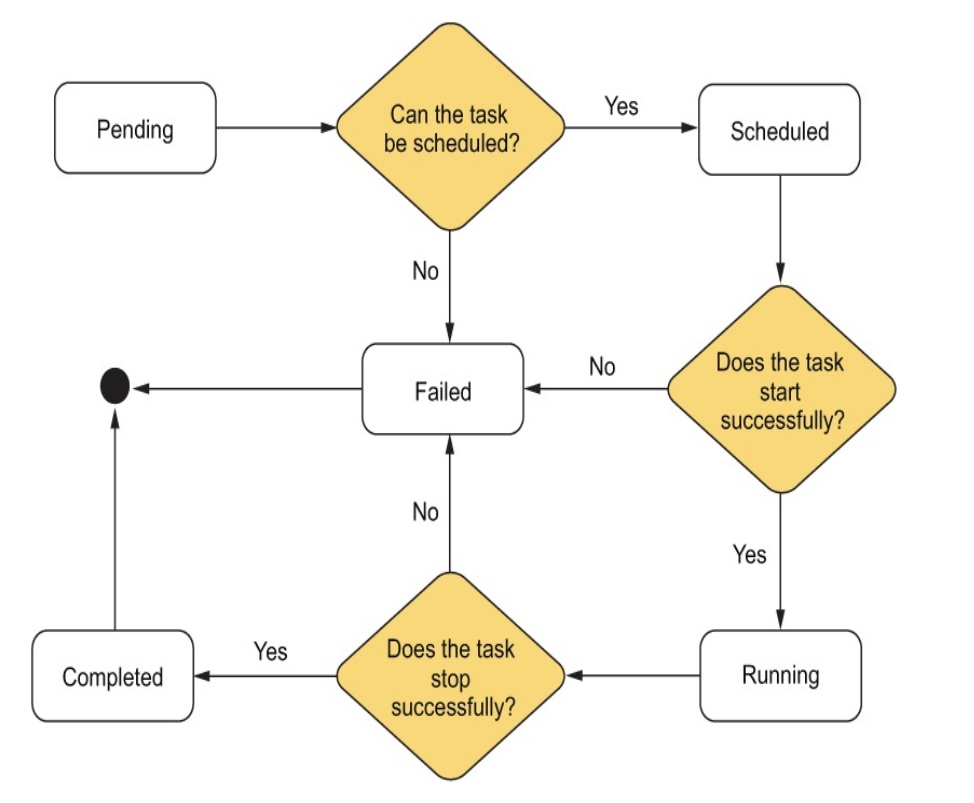 Pending
Can the task
be scheduled?
Yes
Scheduled
No
Failed
No
Does the task
start
successfully?
No
Yes
Completed
Yes
Does the task
stop
successfully?
Running